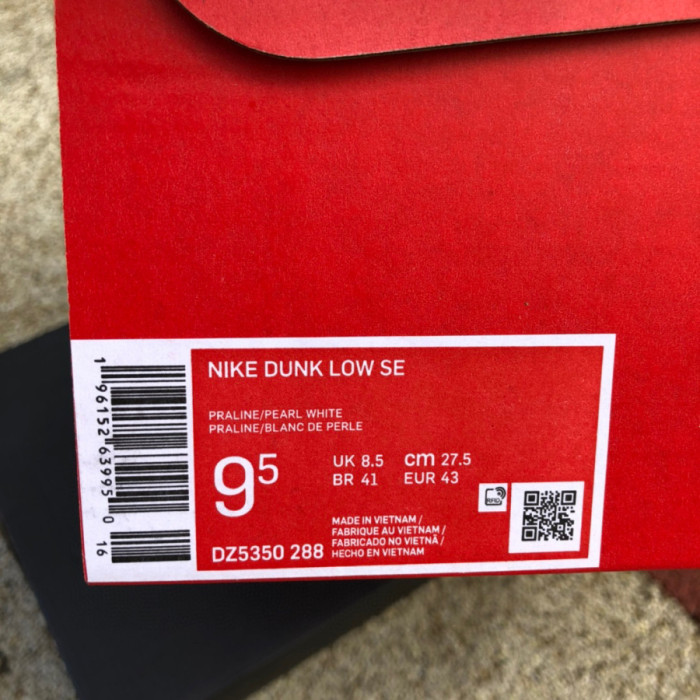 NIKE DUNK LOW SE
PRALINE/PEARL WHITE
PRALINE/BLANC DE PERLE
95
UK 8.5 cm 27.5
BR 41 EUR 43
DZ5350 288
MADE IN VIETNAM /
FABRIQUE AU VIETNAM /
FABRICADO NO VIETNÃ /
HECHO EN VIETNAM
RFID
1 96152 63995 0 16